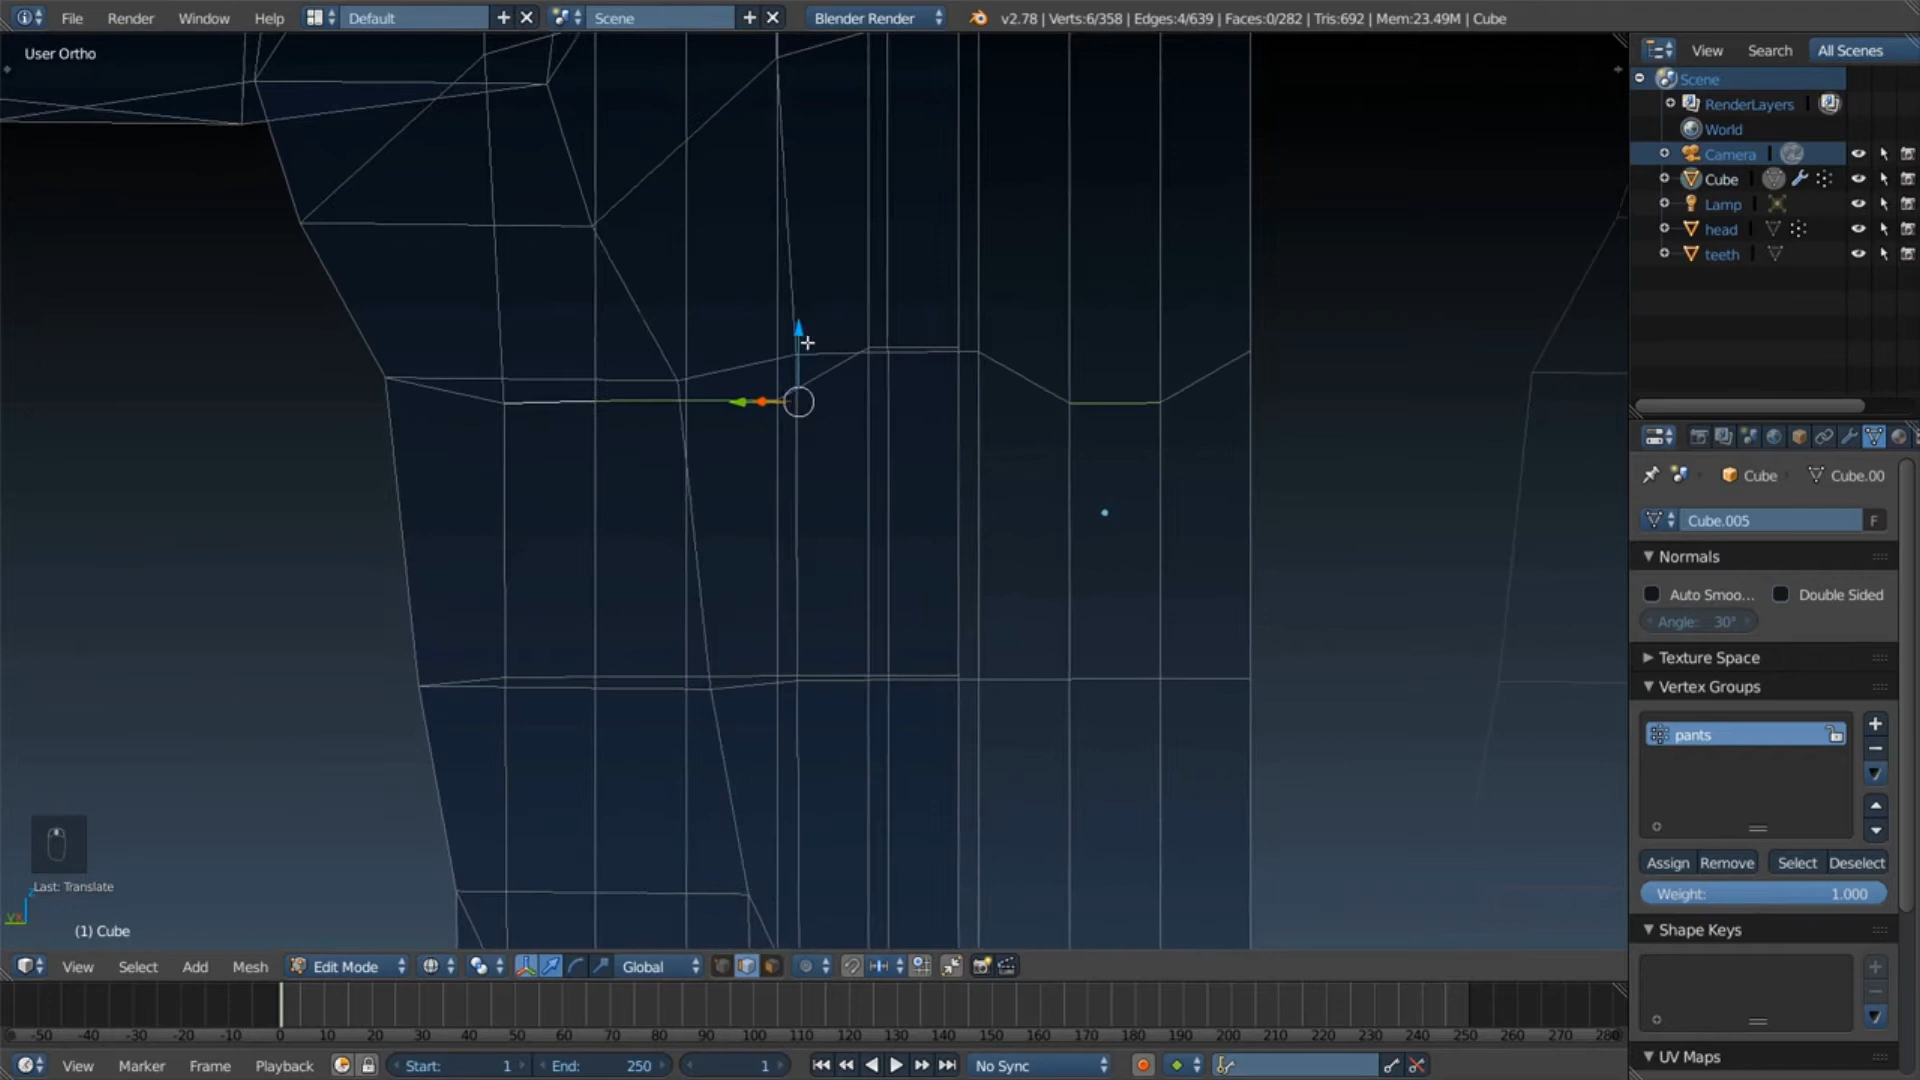 File Render Window Help Default Scene Blender Render v2.78 | Verts:6/358 | Edges:4/639 | Faces:0/282 | Tris:692 | Mem:23.49M | Cube
User Ortho
View Search All Scenes
Scene
RenderLayers
World
Camera
Cube
Lamp
head
teeth
Cube Cube.00
Cube.005 F
Normals
Auto Smoo... Double Sided
Angle: 30°
Texture Space
Vertex Groups
pants
Assign Remove Select Deselect
Weight: 1.000
Shape Keys
UV Maps
Last: Translate
(1) Cube
View Select Add Mesh Edit Mode Global
-50 -40 -30 -20 -10 0 10 20 30 40 50 60 70 80 90 100 110 120 130 140 150 160 170 180 190 200 210 220 230 240 250 260 270 280
View Marker Frame Playback Start: 1 End: 250 1 No Sync